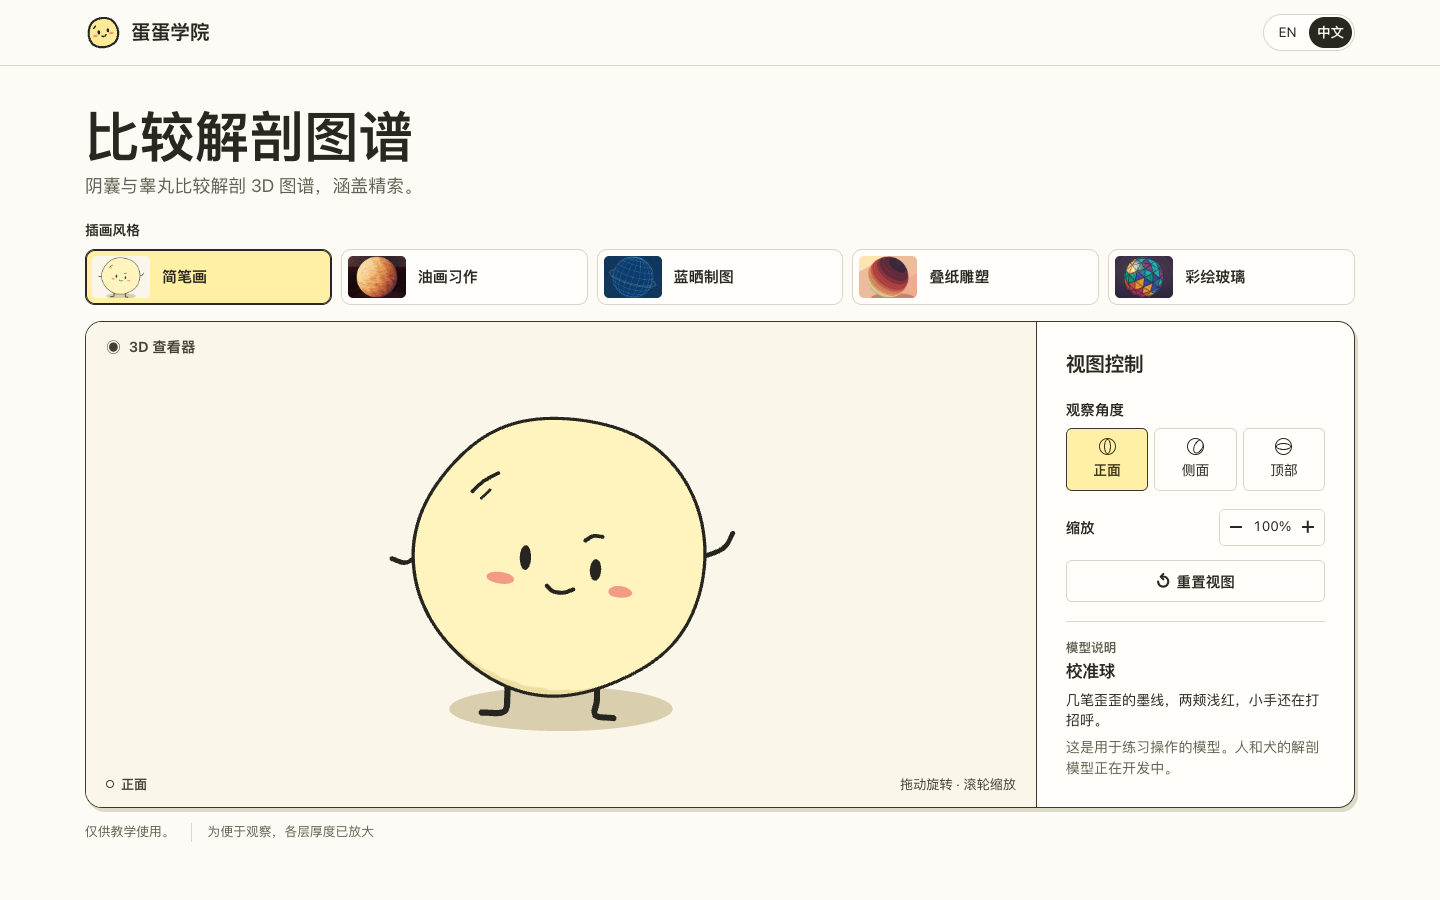 蛋蛋学院
EN 中文
比较解剖图谱
阴囊与睾丸比较解剖 3D 图谱，涵盖精索。
插画风格
简笔画
油画习作
蓝晒制图
叠纸雕塑
彩绘玻璃
3D 查看器
正面
拖动旋转 · 滚轮缩放
视图控制
观察角度
正面
侧面
顶部
缩放
100%
重置视图
模型说明
校准球
几笔歪歪的墨线，两颊浅红，小手还在打
招呼。
这是用于练习操作的模型。人和犬的解剖
模型正在开发中。
仅供教学使用。
为便于观察，各层厚度已放大